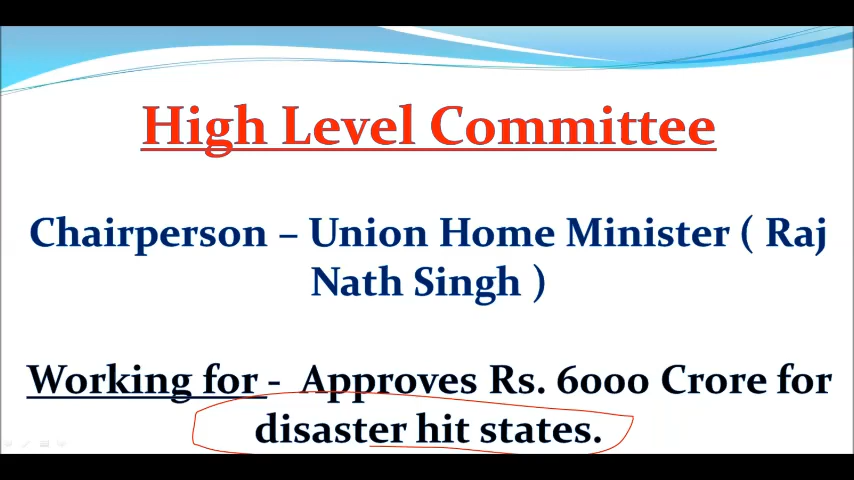 High Level Committee
Chairperson – Union Home Minister ( Raj
Nath Singh )
Working for - Approves Rs. 6000 Crore for
disaster hit states.